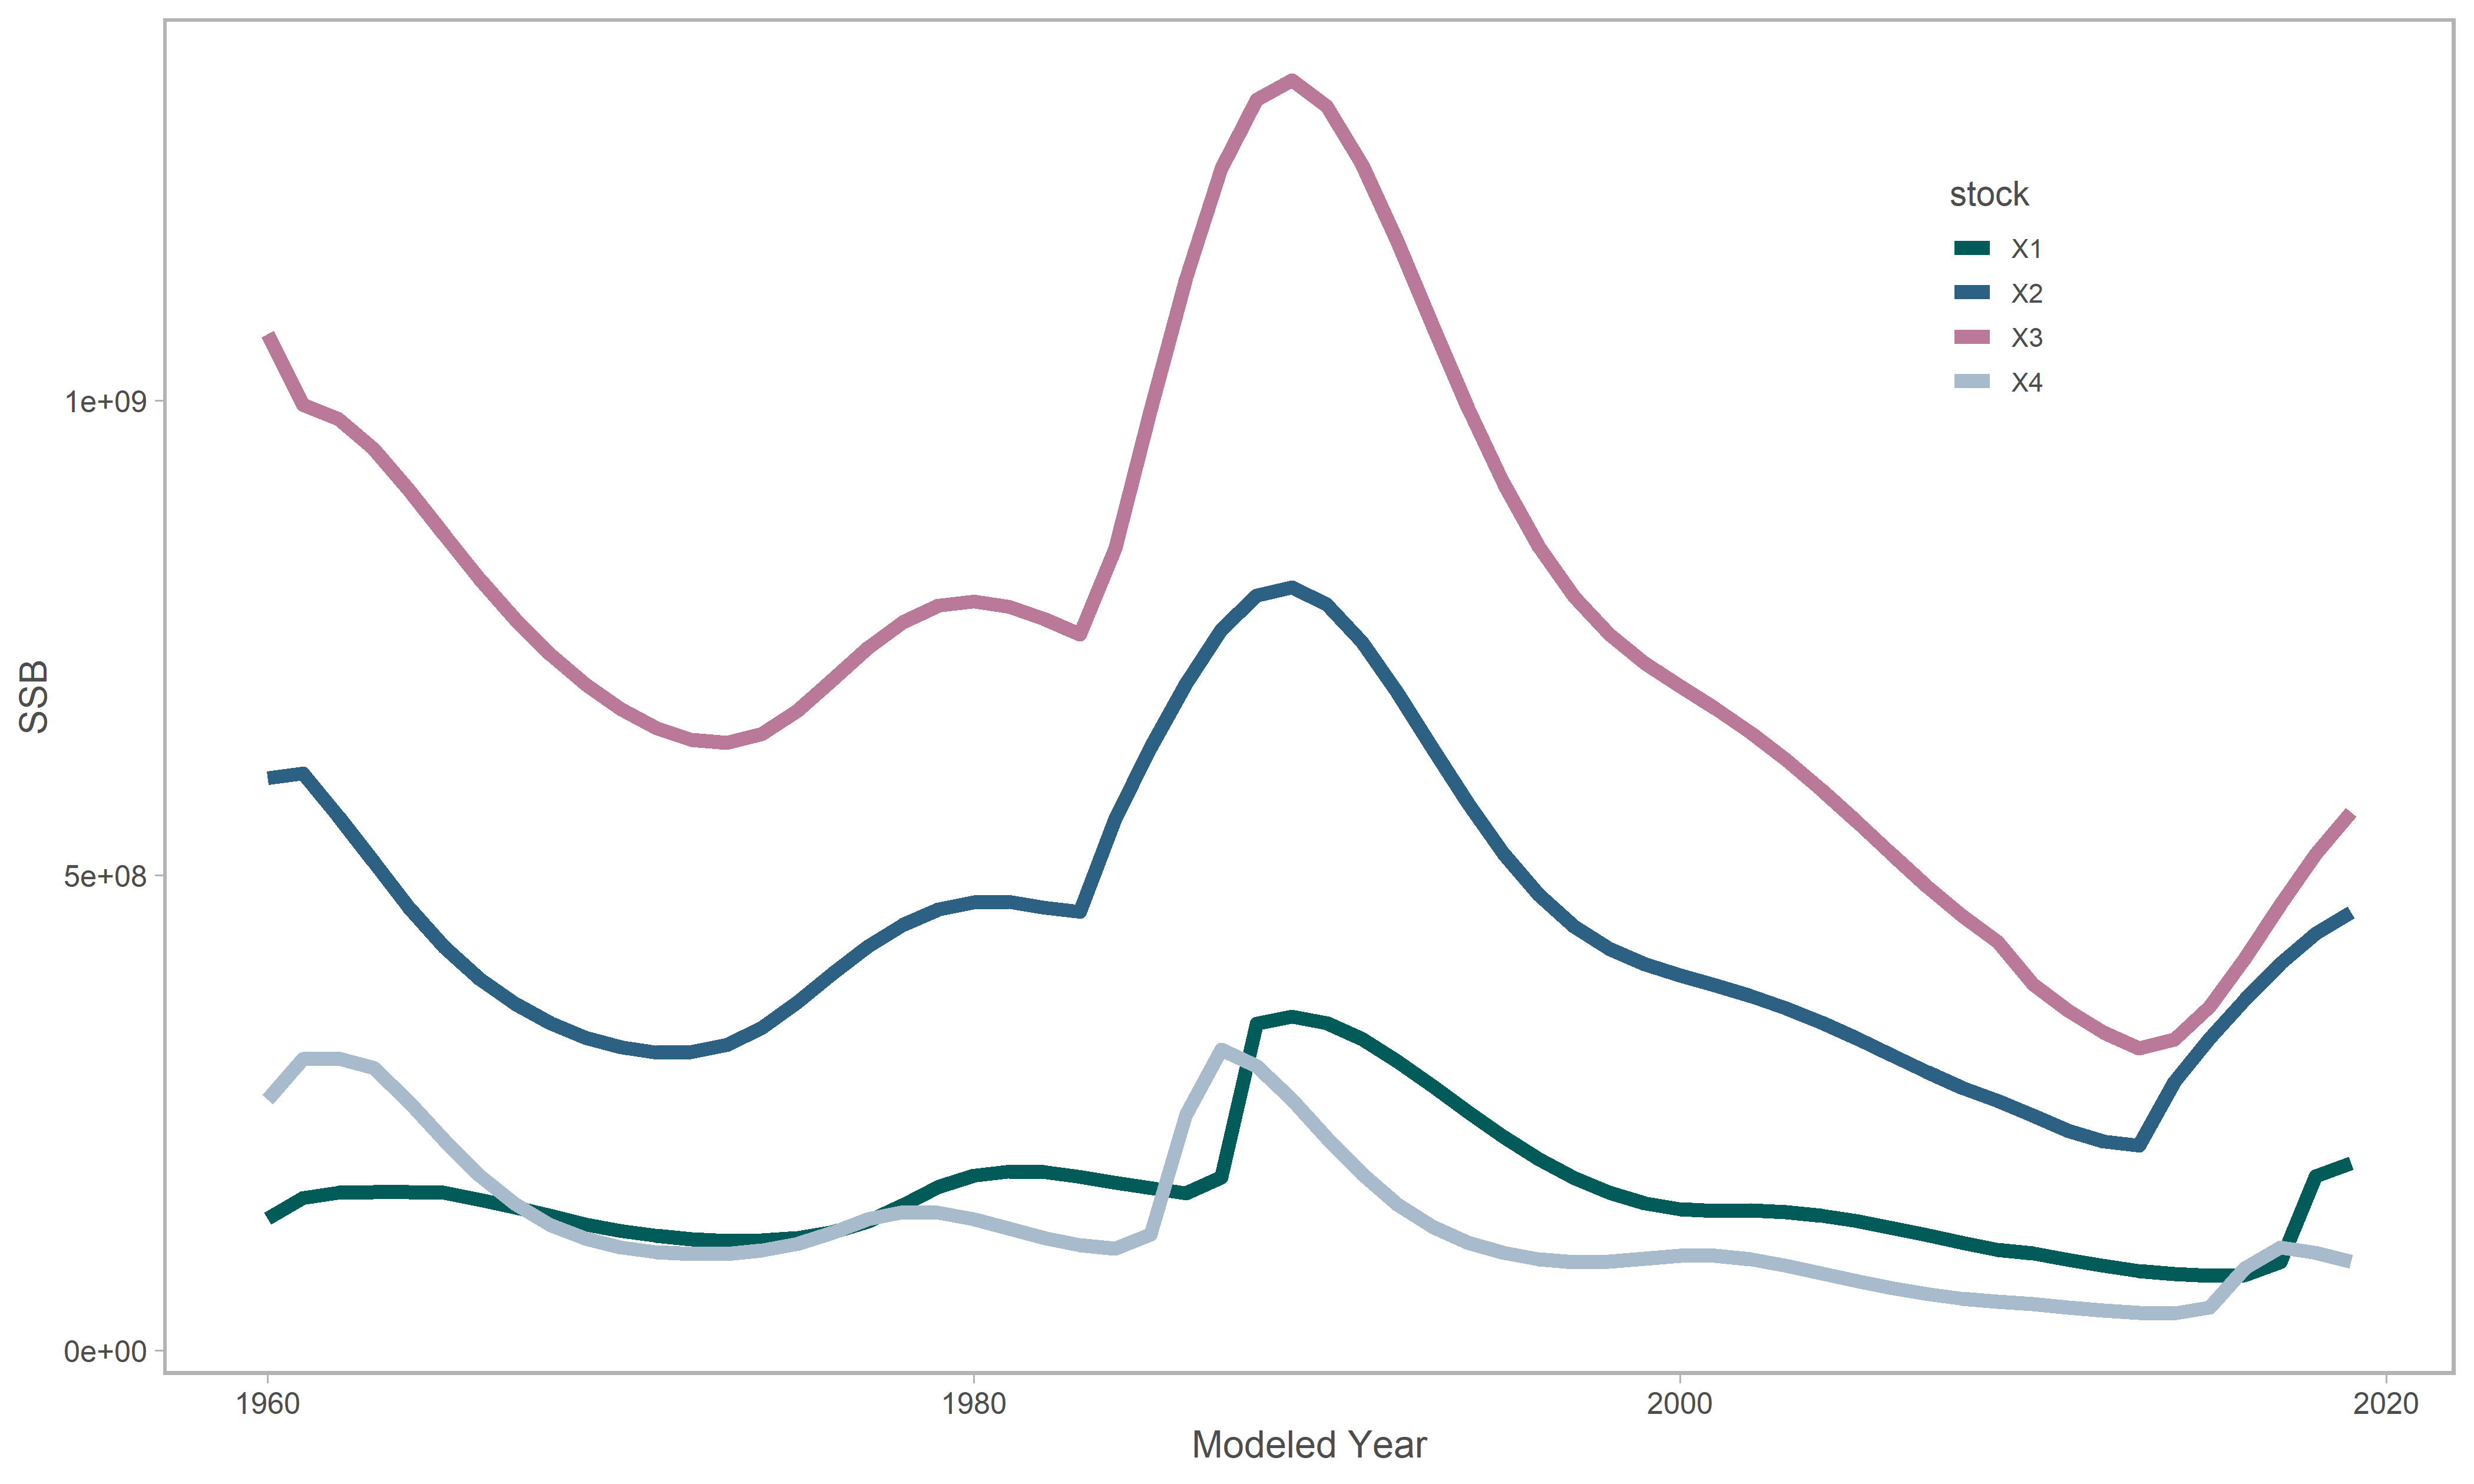 stock
X1
X2
X3
X4
1e+09
5e+08
0e+00
SSB
1960 1980 2000 2020
Modeled Year